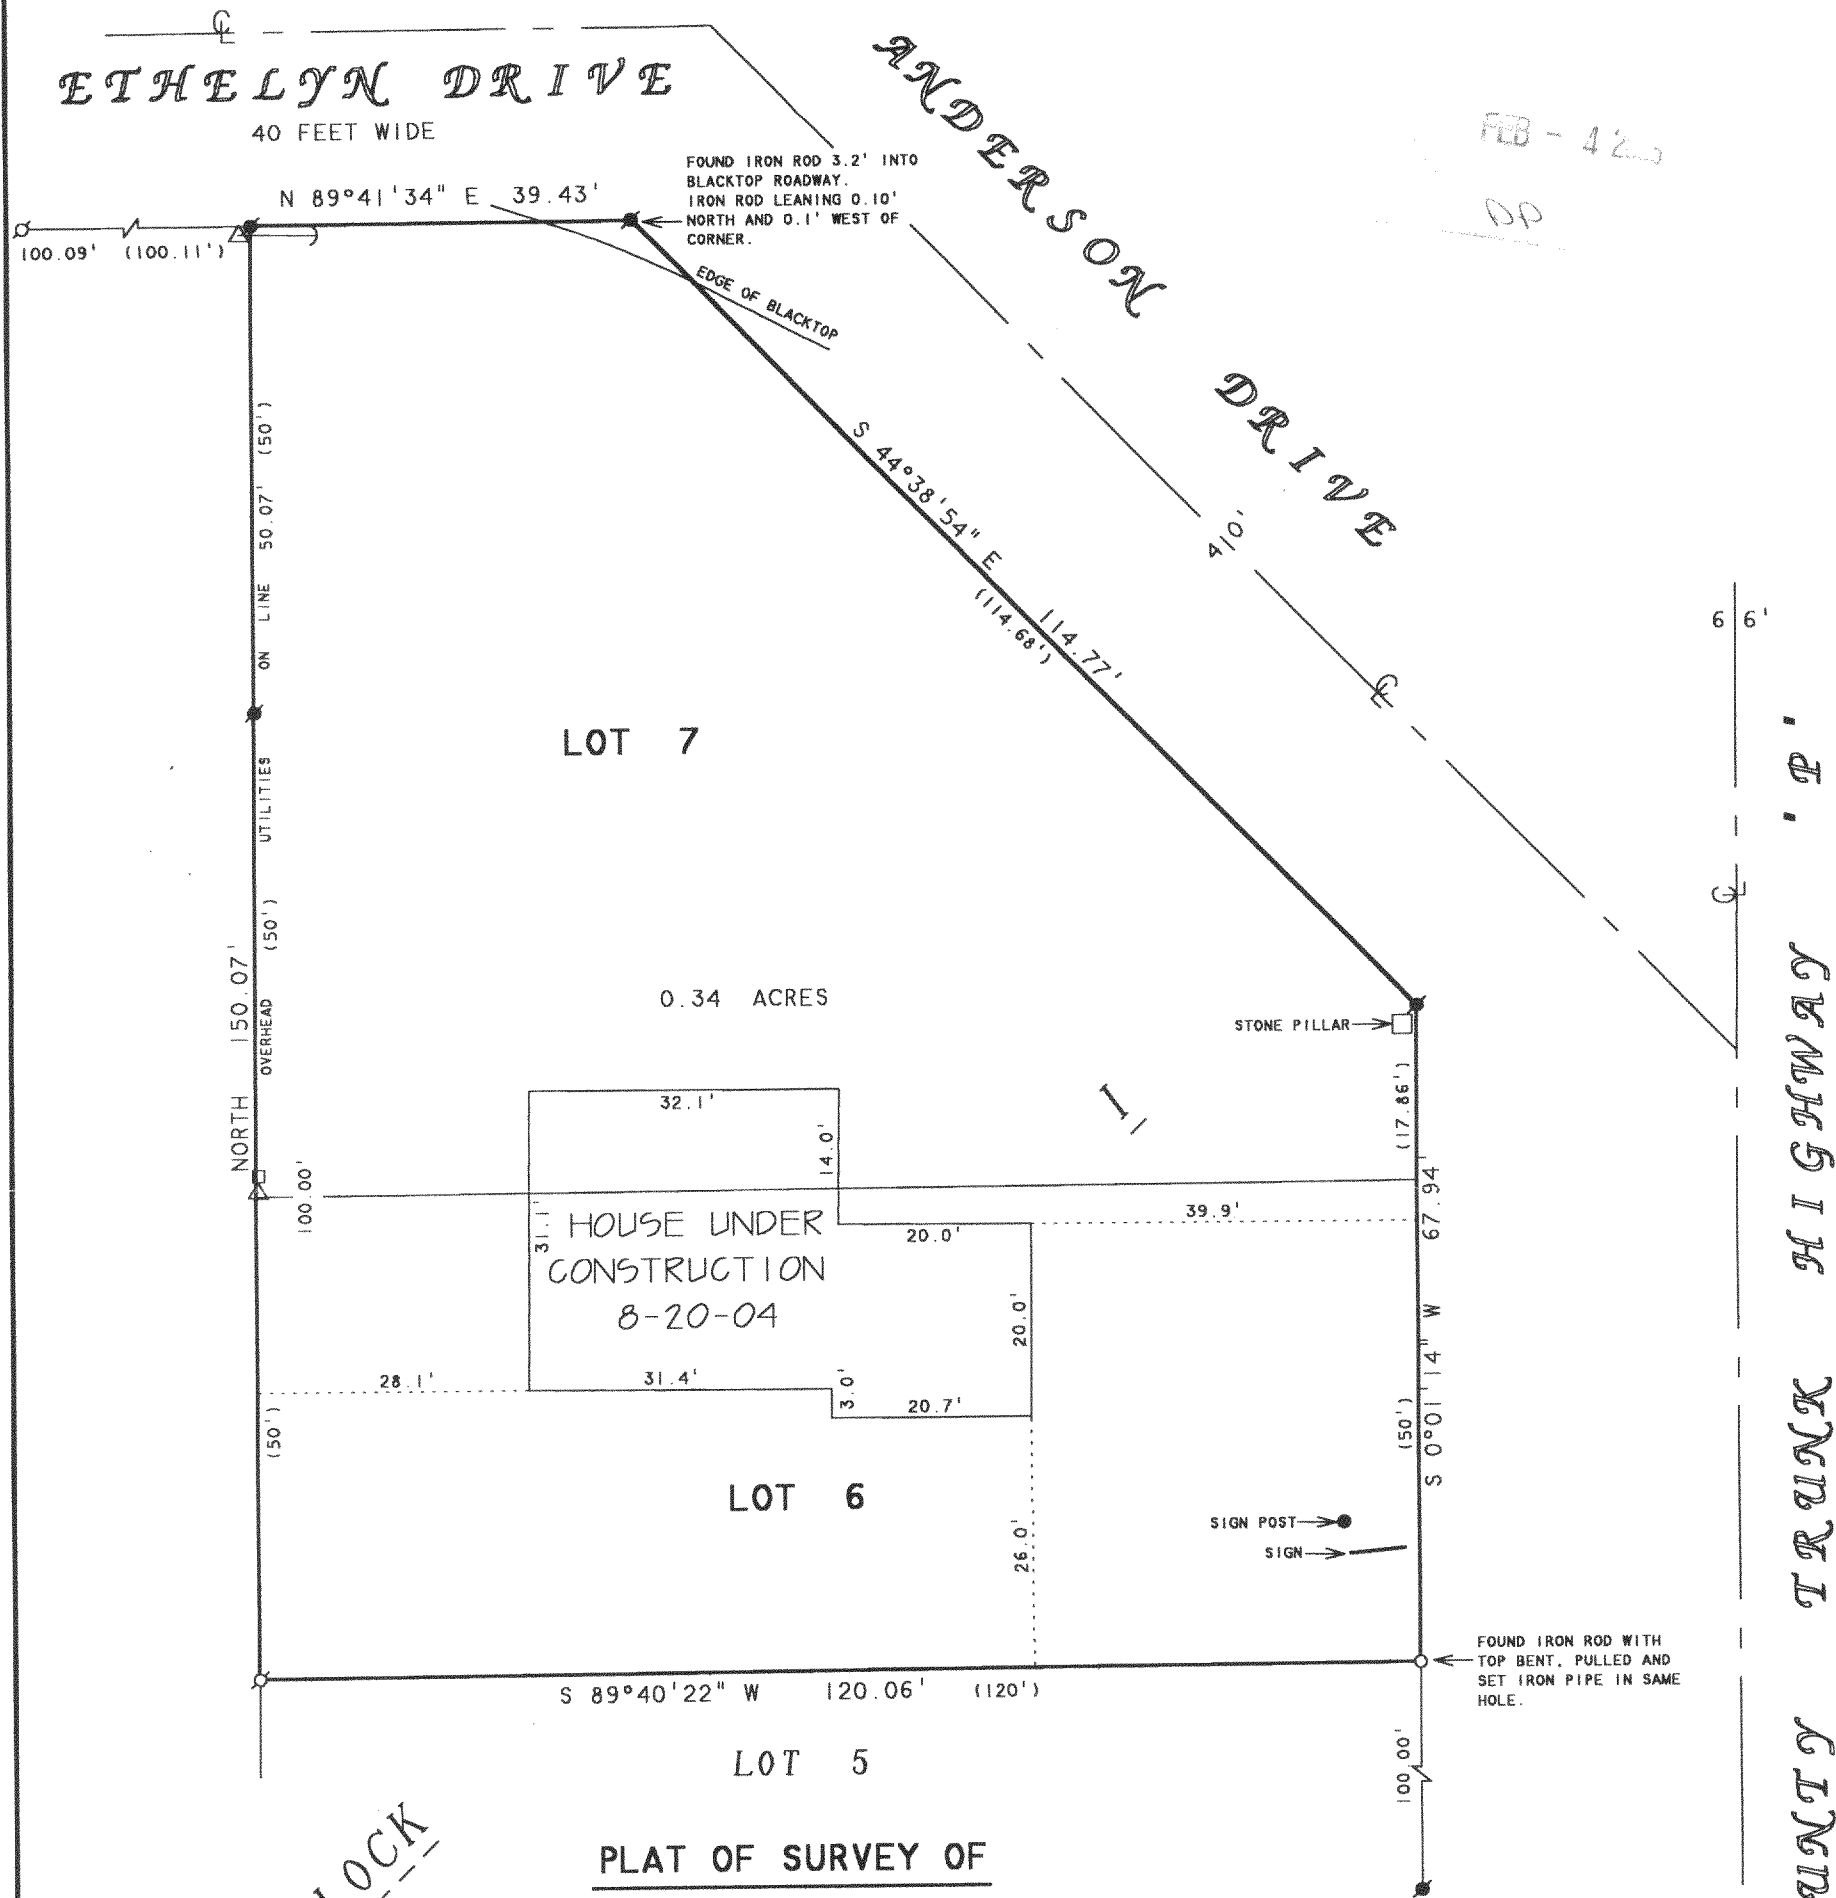 ETHELYN DRIVE
40 FEET WIDE
ANDERSON DRIVE
FEB - 4
DP
N 89°41'34" E 39.43'
FOUND IRON ROD 3.2' INTO
BLACKTOP ROADWAY.
IRON ROD LEANING 0.10'
NORTH AND 0.1' WEST OF
CORNER.
100.09' (100.11')
EDGE OF BLACKTOP
S 44°38'54" E 114.77'
(114.68')
40'
66'
(50')
50.07'
OVERHEAD UTILITIES ON LINE
(50')
NORTH 150.07'
100.00'
(50')
LOT 7
0.34 ACRES
STONE PILLAR
(17.86')
32.1'
14.0'
31.1'
HOUSE UNDER
CONSTRUCTION
8-20-04
20.0'
39.9'
20.0'
28.1'
31.4'
3.0'
20.7'
S 0°01'14" W 67.94'
(50')
LOT 6
26.0'
SIGN POST
SIGN
FOUND IRON ROD WITH
TOP BENT, PULLED AND
SET IRON PIPE IN SAME
HOLE.
S 89°40'22" W 120.06' (120')
LOT 5
100.00'
LOCK
PLAT OF SURVEY OF
UNTY TRUNK HIGHWAY 'P'